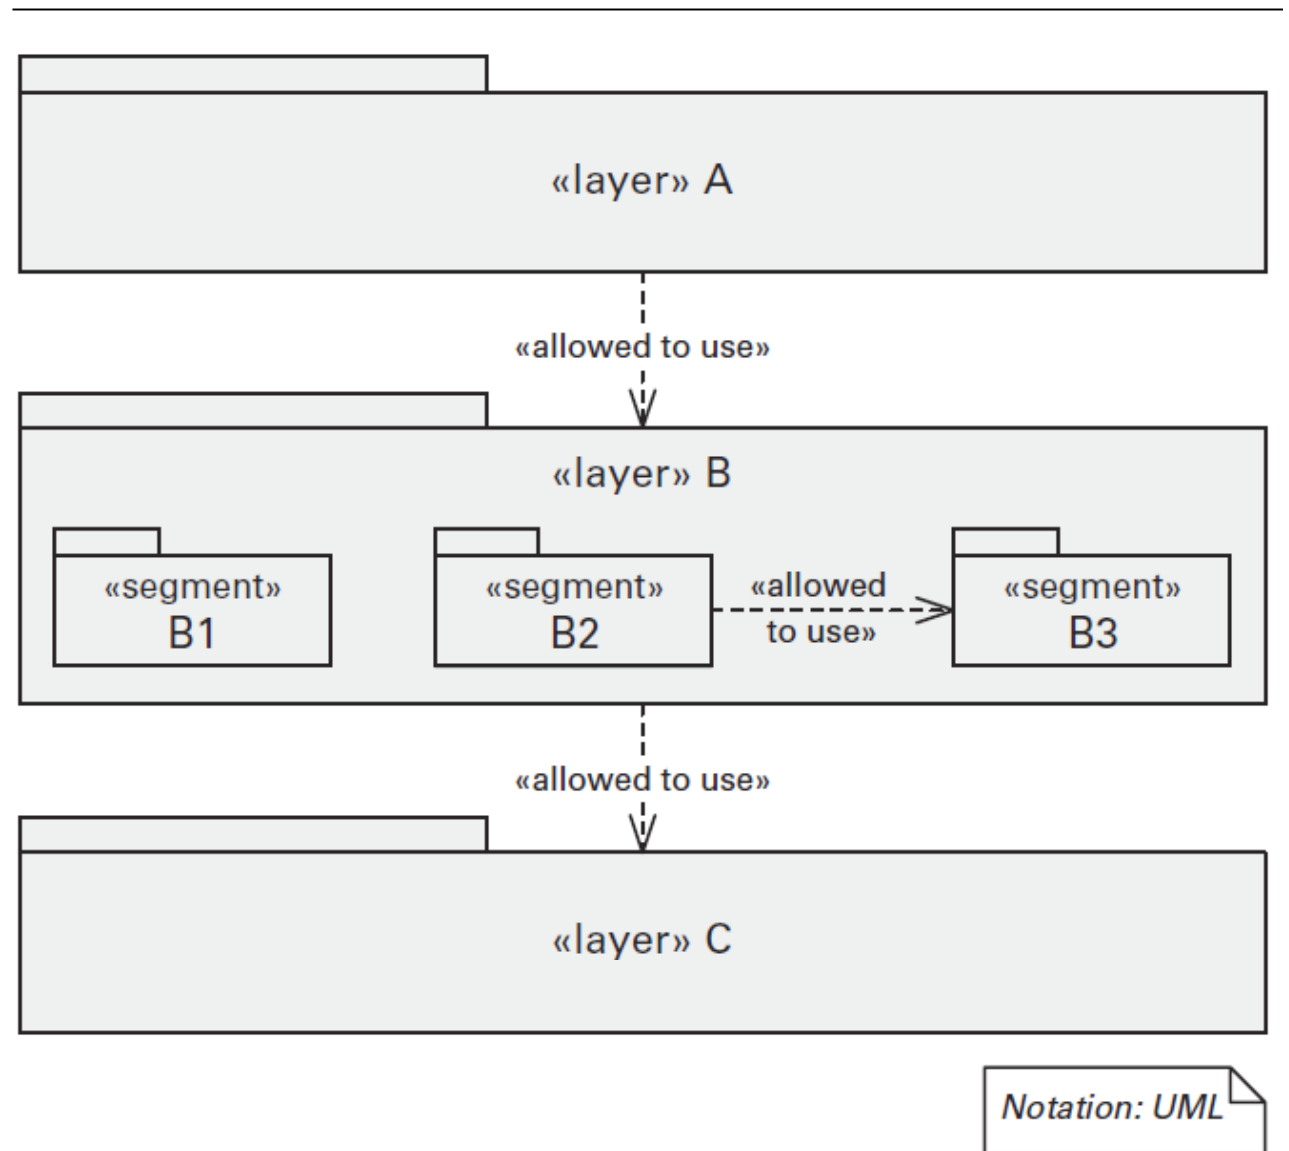 «layer» A
«allowed to use»
«layer» B
«segment»
B1
«segment»
B2
«allowed
to use»
«segment»
B3
«allowed to use»
«layer» C
Notation: UML